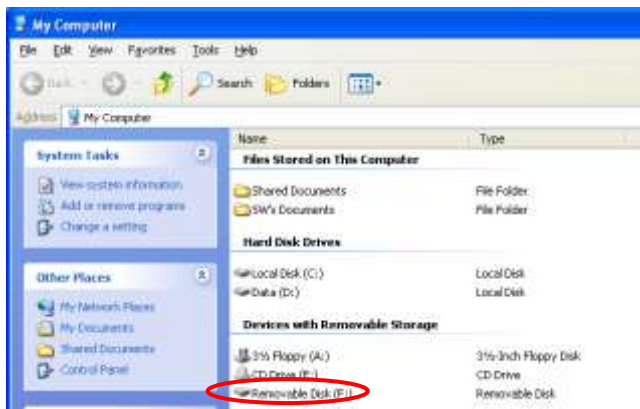 My Computer
File Edit View Favorites Tools Help
Back Search Folders
Address My Computer
Name Type
System Tasks
View system information
Add or remove programs
Change a setting
Other Places
My Network Places
My Documents
Shared Documents
Control Panel
Files Stored on This Computer
Shared Documents File Folder
SW's Documents File Folder
Hard Disk Drives
Local Disk (C:) Local Disk
Data (D:) Local Disk
Devices with Removable Storage
3½ Floppy (A:) 3½-Inch Floppy Disk
CD Drive (E:) CD Drive
Removable Disk (F:) Removable Disk